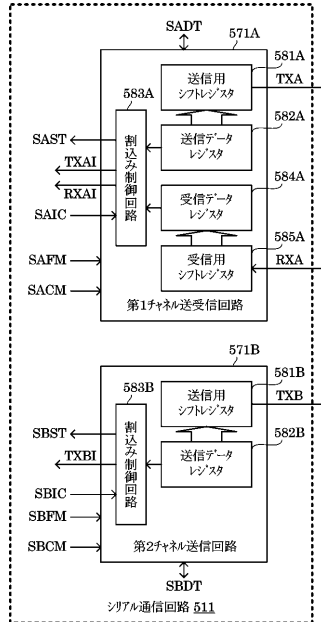 SADT
571A
581A
送信用
シフトレジスタ
TXA
583A
582A
送信データ
レジスタ
SAST
TXAI
RXAI
割込み制御回路
584A
受信データ
レジスタ
SAIC
585A
受信用
シフトレジスタ
SAFM
RXA
SACM
第1チャネル送受信回路
571B
581B
送信用
シフトレジスタ
TXB
583B
582B
送信データ
レジスタ
SBST
TXBI
割込み制御回路
SBIC
SBFM
SBCM
第2チャネル送信回路
SBDT
シリアル通信回路 511